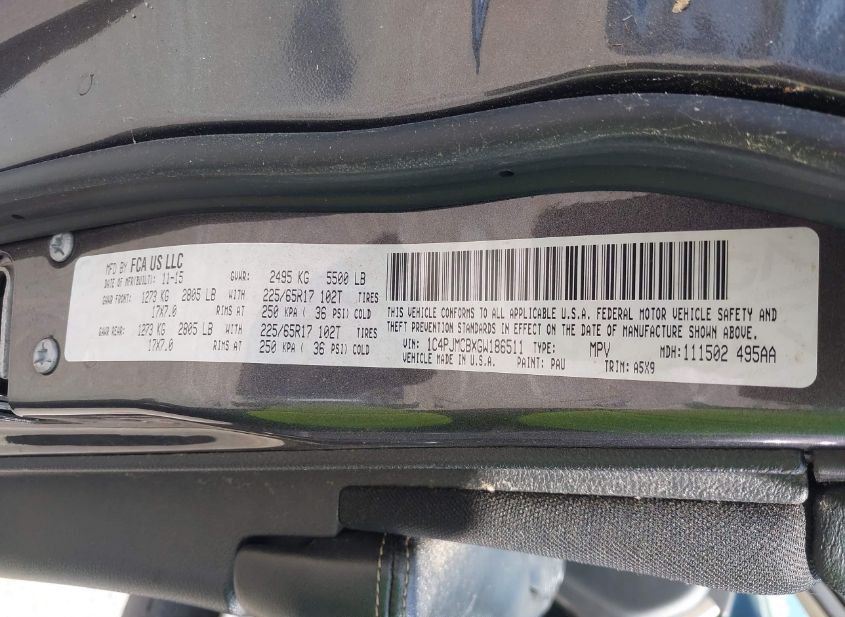 MFD BY FCA US LLC
DATE OF MFR(BUILT): 11-15 GVWR: 2495 KG 5500 LB
GAWR FRONT: 1273 KG 2805 LB WITH 225/65R17 102T TIRES
17X7.0 RIMS AT 250 KPA ( 36 PSI) COLD
GAWR REAR: 1273 KG 2805 LB WITH 225/65R17 102T TIRES
17X7.0 RIMS AT 250 KPA ( 36 PSI) COLD
THIS VEHICLE CONFORMS TO ALL APPLICABLE U.S.A. FEDERAL MOTOR VEHICLE SAFETY AND
THEFT PREVENTION STANDARDS IN EFFECT ON THE DATE OF MANUFACTURE SHOWN ABOVE.
VIN: 1C4PJMCBXGW186511 TYPE: MPV MDH: 111502 495AA
VEHICLE MADE IN U.S.A. PAINT: PAU TRIM: A5X9